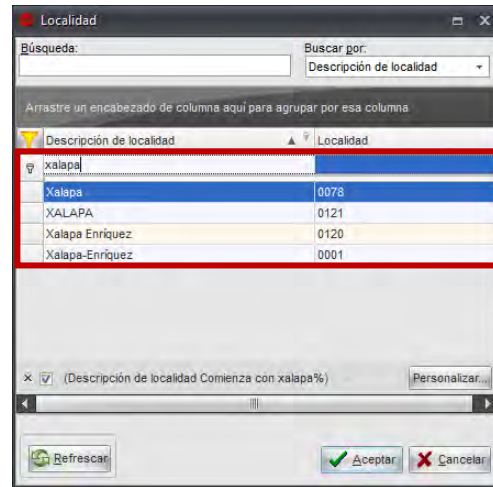 Localidad
Búsqueda: Buscar por:
Descripción de localidad
Arrastre un encabezado de columna aquí para agrupar por esa columna
Descripción de localidad Localidad
xalapa
Xalapa 0078
XALAPA 0121
Xalapa Enríquez 0120
Xalapa-Enríquez 0001
(Descripción de localidad Comienza con xalapa%) Personalizar...
Refrescar Aceptar Cancelar